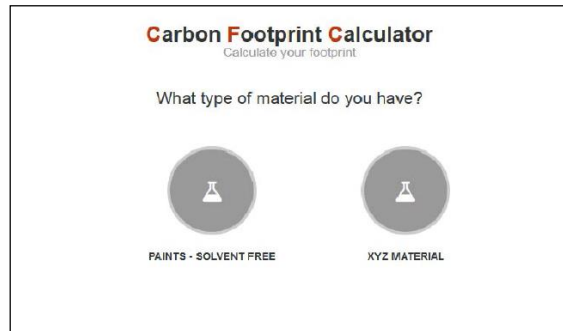 Carbon Footprint Calculator
Calculate your footprint
What type of material do you have?
PAINTS - SOLVENT FREE
XYZ MATERIAL